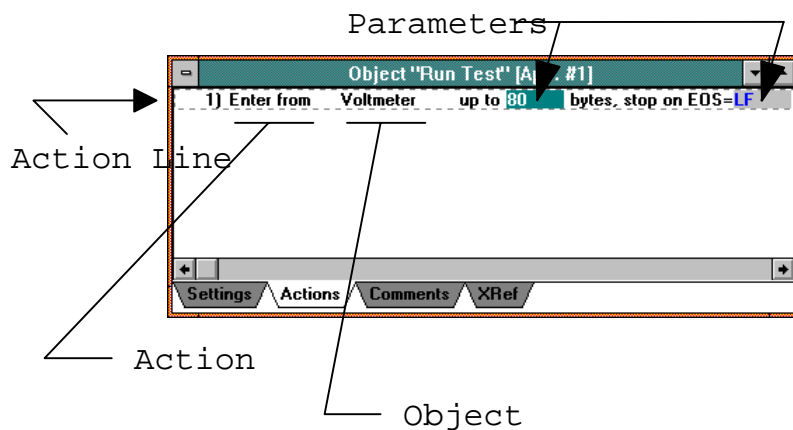 Parameters
Object "Run Test" [A #1]
1) Enter from Voltmeter up to 80 bytes, stop on EOS=LF
Action Line
Settings Actions Comments XRef
Action
Object